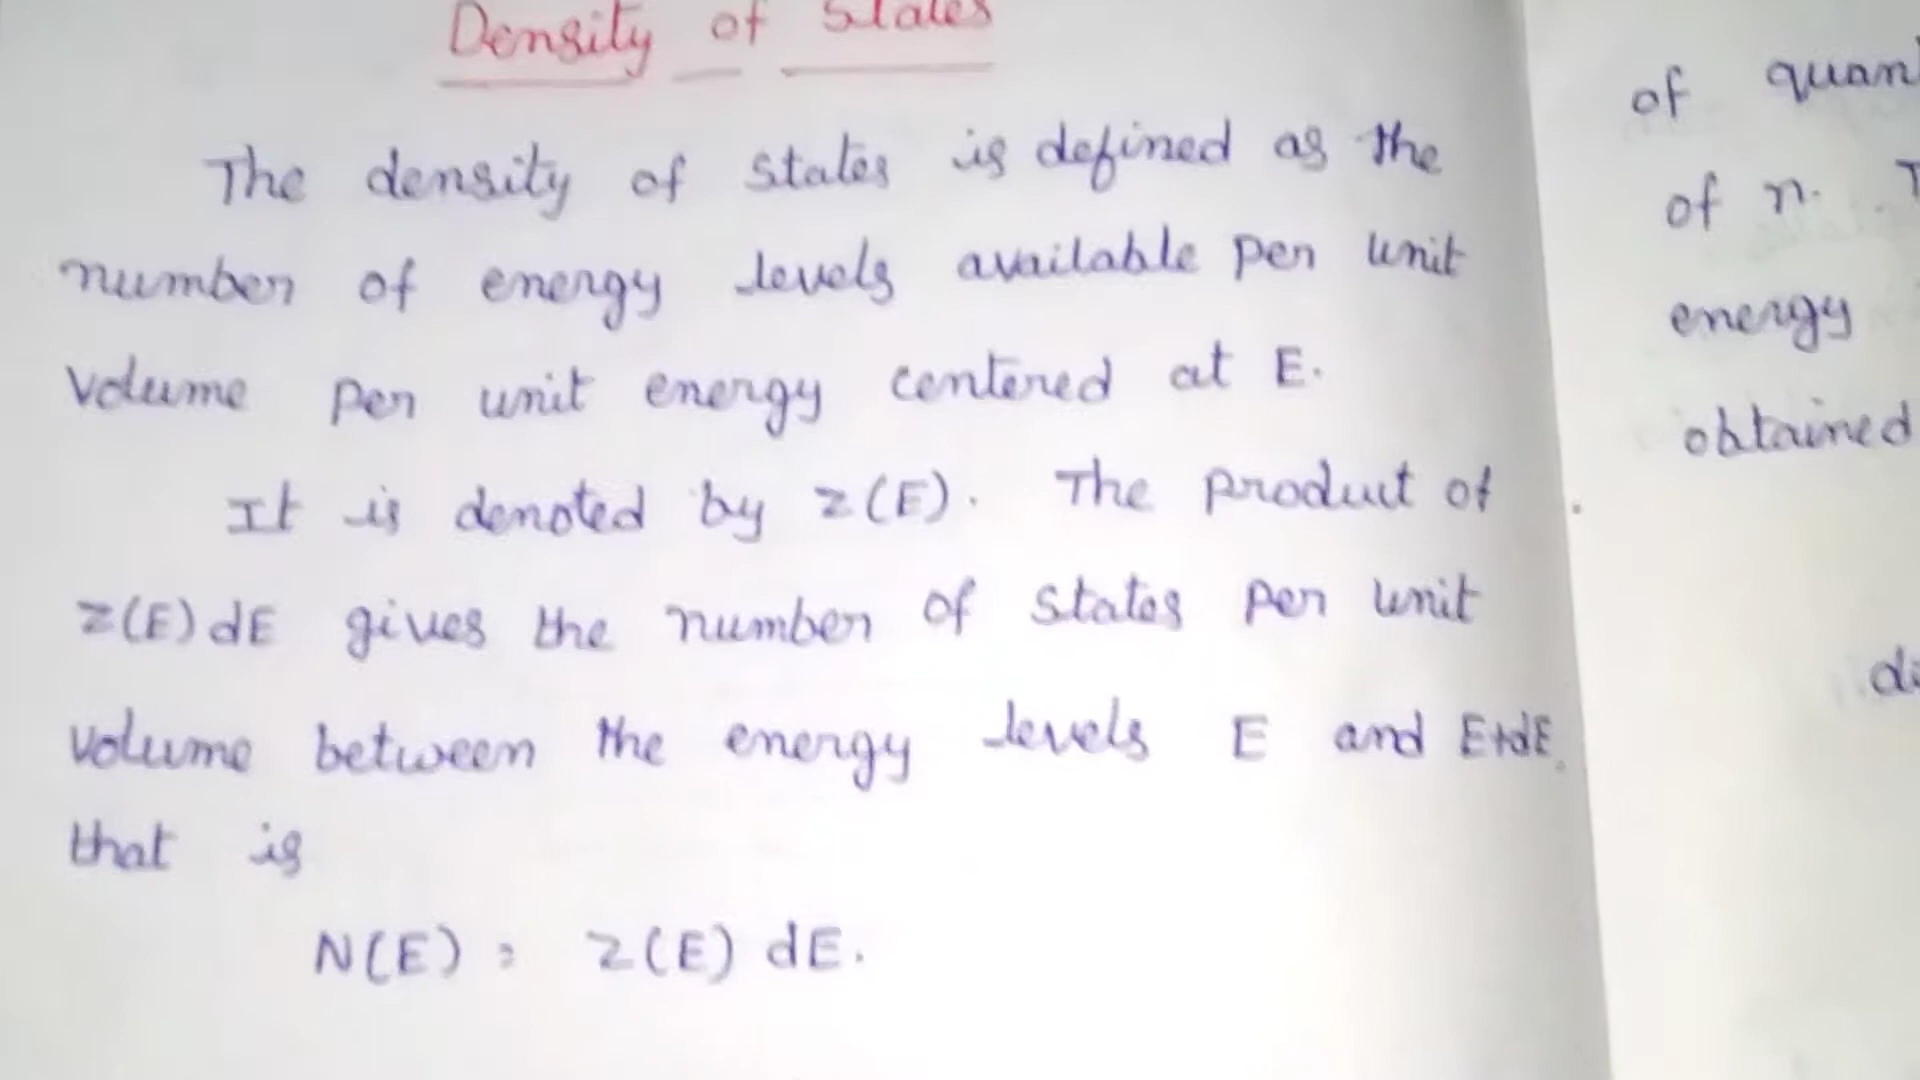 Density of States
The density of states is defined as the
number of energy levels available per unit
volume per unit energy centered at E.
It is denoted by z(E). The product of
z(E) dE gives the number of states per unit
volume between the energy levels E and E+dE.
that is
N(E) = Z(E) dE.
of
of n.
energy
obtained